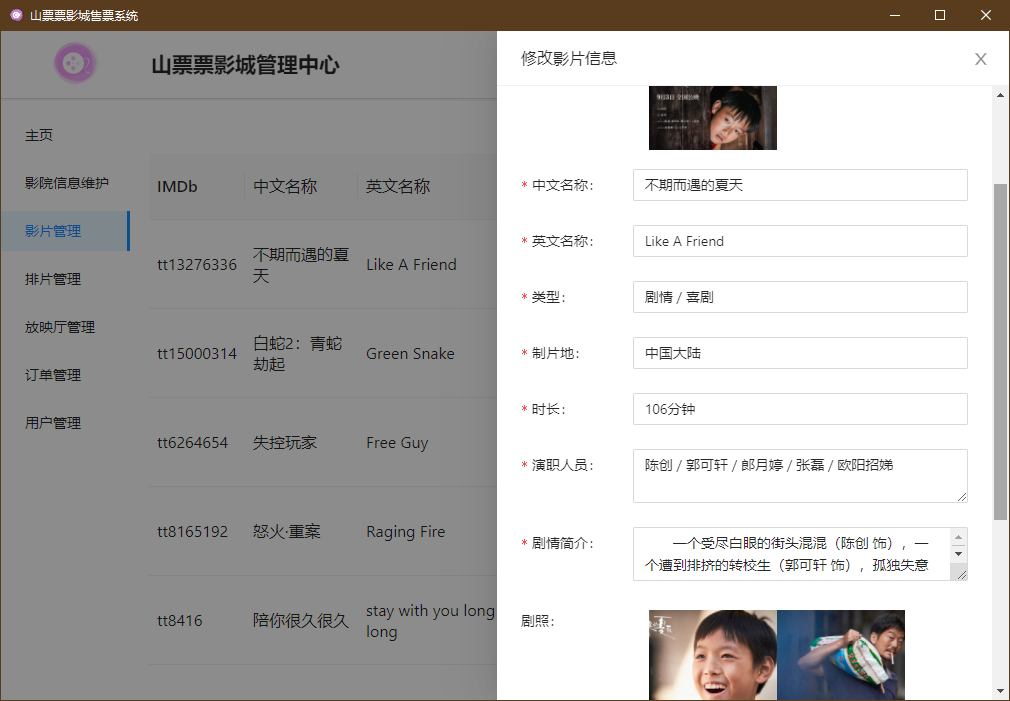 山票票影城售票系统
山票票影城管理中心
主页
影院信息维护
影片管理
排片管理
放映厅管理
订单管理
用户管理
IMDb 中文名称 英文名称
tt13276336 不期而遇的夏天 Like A Friend
tt15000314 白蛇2：青蛇劫起 Green Snake
tt6264654 失控玩家 Free Guy
tt8165192 怒火·重案 Raging Fire
tt8416 陪你很久很久 stay with you long long
修改影片信息
9月3日 全国公映
* 中文名称： 不期而遇的夏天
* 英文名称： Like A Friend
* 类型： 剧情 / 喜剧
* 制片地： 中国大陆
* 时长： 106分钟
* 演职人员： 陈创 / 郭可轩 / 郎月婷 / 张磊 / 欧阳招娣
* 剧情简介： 一个受尽白眼的街头混混（陈创 饰），一
个遭到排挤的转校生（郭可轩 饰），孤独失意
剧照：